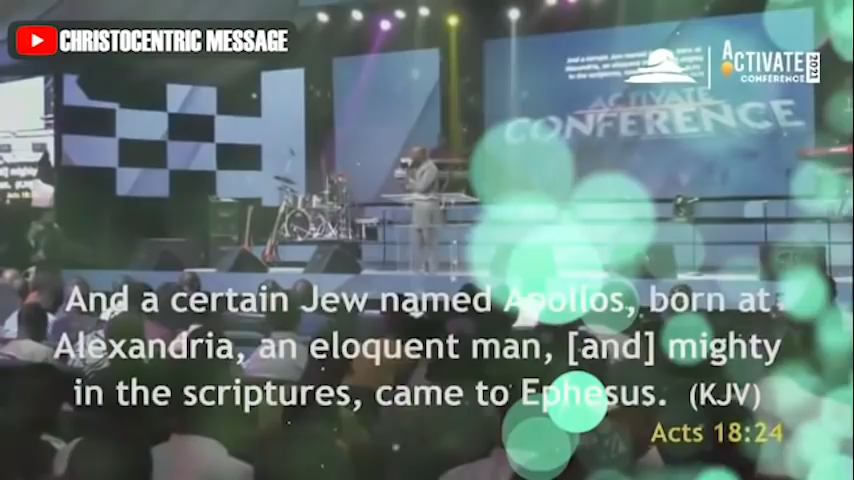 CHRISTOCENTRIC MESSAGE
ACTIVATE
CONFERENCE
2021
ACTIVATE
CONFERENCE
And a certain Jew named Apollos, born at
Alexandria, an eloquent man, [and] mighty
in the scriptures, came to Ephesus. (KJV)
Acts 18:24